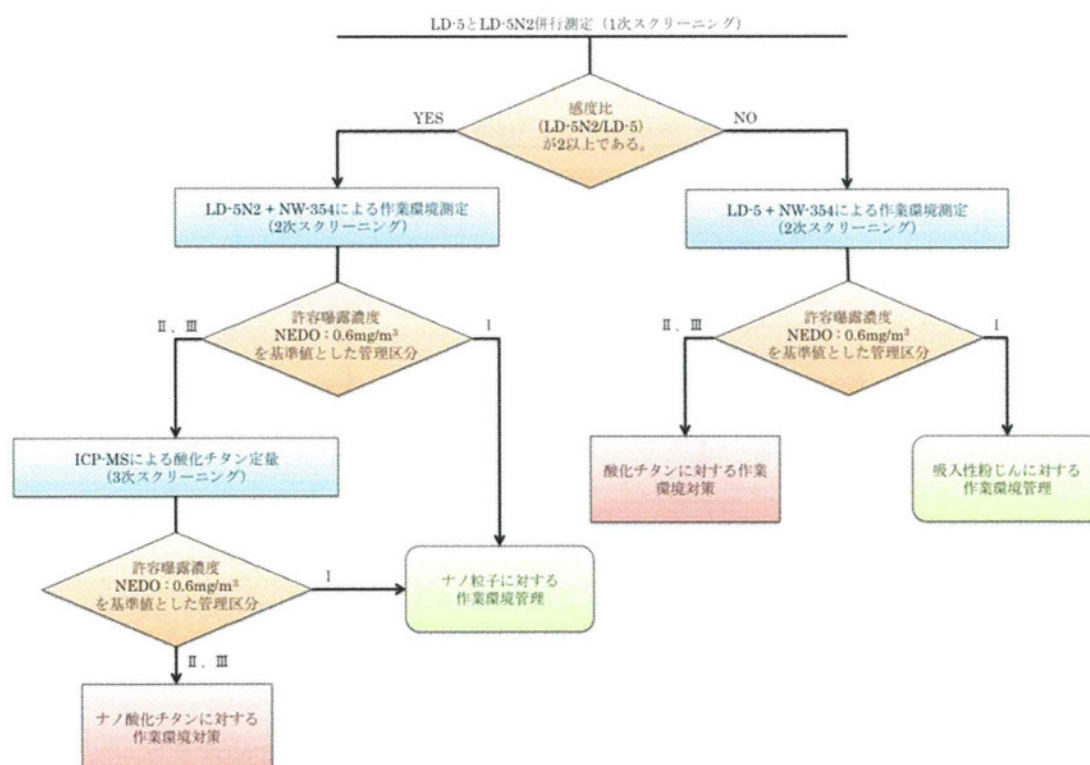 LD-5とLD-5N2併行測定（1次スクリーニング）
感度比
（LD-5N2/LD-5）
が2以上である。
YES
NO
LD-5N2 + NW-354による作業環境測定
（2次スクリーニング）
LD-5 + NW-354による作業環境測定
（2次スクリーニング）
許容曝露濃度
NEDO：0.6mg/m³
を基準値とした管理区分
Ⅱ、Ⅲ
Ⅰ
許容曝露濃度
NEDO：0.6mg/m³
を基準値とした管理区分
Ⅱ、Ⅲ
Ⅰ
ICP-MSによる酸化チタン定量
（3次スクリーニング）
酸化チタンに対する作業
環境対策
吸入性粉じんに対する
作業環境管理
許容曝露濃度
NEDO：0.6mg/m³
を基準値とした管理区分
Ⅰ
Ⅱ、Ⅲ
ナノ粒子に対する
作業環境管理
ナノ酸化チタンに対する
作業環境対策